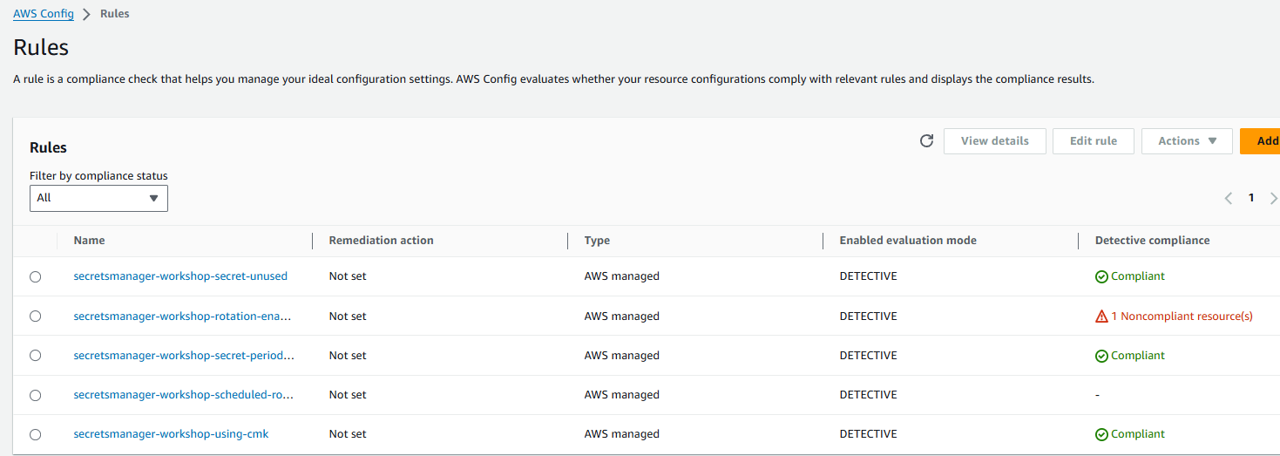 AWS Config > Rules
Rules
A rule is a compliance check that helps you manage your ideal configuration settings. AWS Config evaluates whether your resource configurations comply with relevant rules and displays the compliance results.
Rules View details Edit rule Actions Add
Filter by compliance status
All 1
Name Remediation action Type Enabled evaluation mode Detective compliance
secretsmanager-workshop-secret-unused Not set AWS managed DETECTIVE Compliant
secretsmanager-workshop-rotation-ena... Not set AWS managed DETECTIVE 1 Noncompliant resource(s)
secretsmanager-workshop-secret-period... Not set AWS managed DETECTIVE Compliant
secretsmanager-workshop-scheduled-ro... Not set AWS managed DETECTIVE -
secretsmanager-workshop-using-cmk Not set AWS managed DETECTIVE Compliant